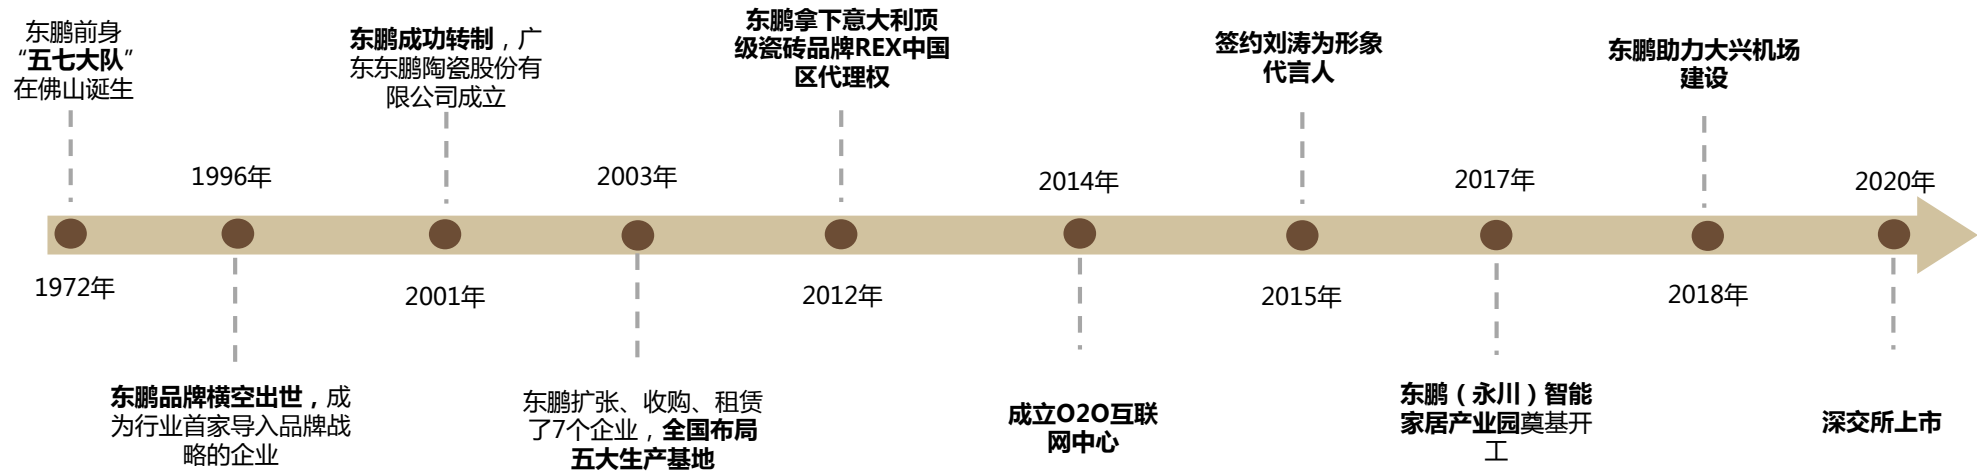 东鹏前身
“五七大队”
在佛山诞生
1972年
1996年
东鹏品牌横空出世，成
为行业首家导入品牌战
略的企业
东鹏成功转制，广
东东鹏陶瓷股份有
限公司成立
2001年
2003年
东鹏扩张、收购、租赁
了7个企业，全国布局
五大生产基地
东鹏拿下意大利顶
级瓷砖品牌REX中国
区代理权
2012年
2014年
成立O2O互联
网中心
签约刘涛为形象
代言人
2015年
2017年
东鹏（永川）智能
家居产业园奠基开
工
东鹏助力大兴机场
建设
2018年
2020年
深交所上市